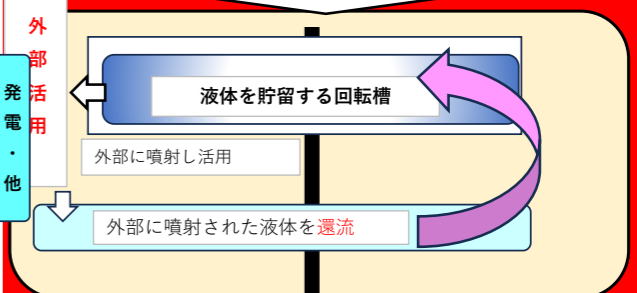 外部活用
発電・他
液体を貯留する回転槽
外部に噴射し活用
外部に噴射された液体を還流